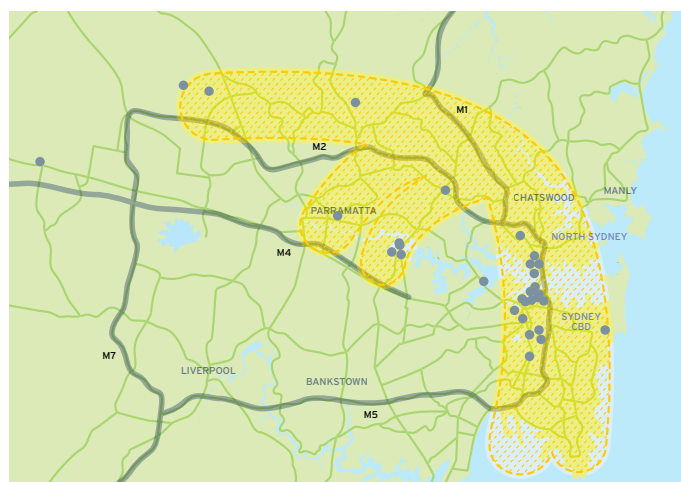 M1
M2
CHATSWOOD
MANLY
PARRAMATTA
NORTH SYDNEY
M4
SYDNEY
CBD
M7
LIVERPOOL
BANKSTOWN
M5